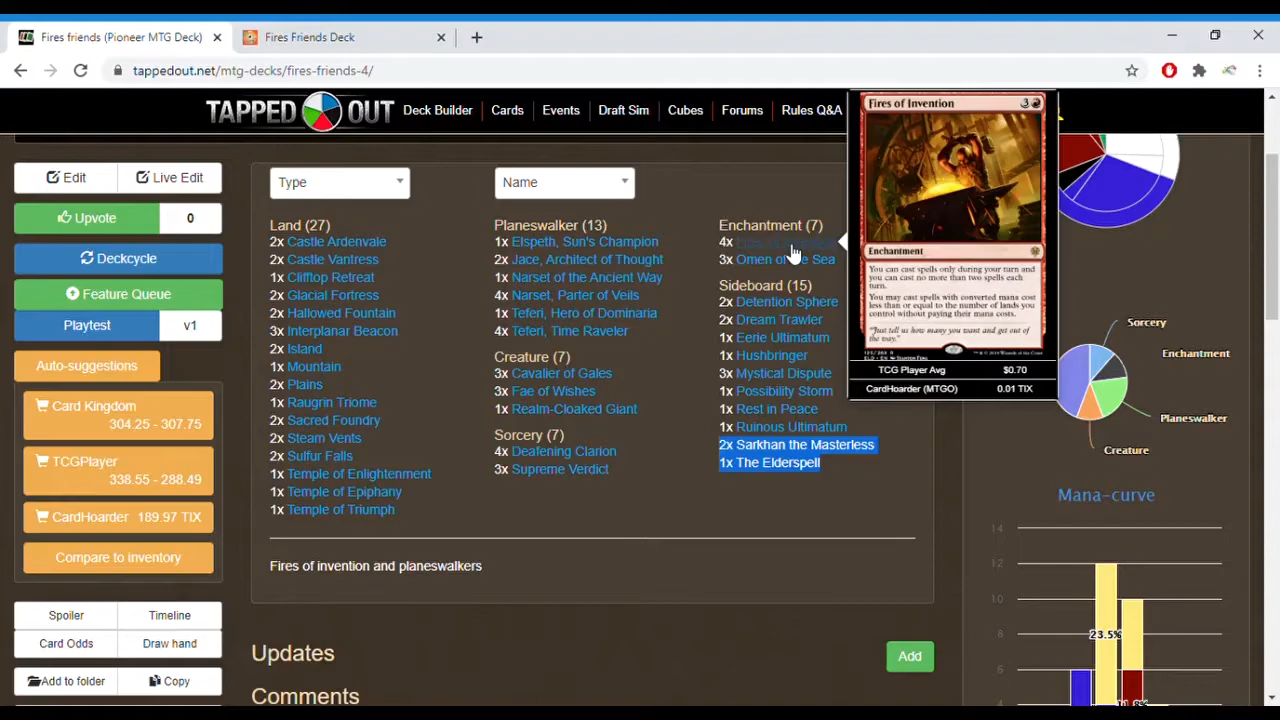 Fires friends (Pioneer MTG Deck)
Fires Friends Deck
tappedout.net/mtg-decks/fires-friends-4/
TAPPED OUT
Deck Builder
Cards
Events
Draft Sim
Cubes
Forums
Rules Q&A
Edit
Live Edit
Upvote
0
Deckcycle
Feature Queue
Playtest
v1
Auto-suggestions
Card Kingdom
304.25 - 307.75
TCGPlayer
338.55 - 288.49
CardHoarder 189.97 TIX
Compare to inventory
Spoiler
Timeline
Card Odds
Draw hand
Add to folder
Copy
Type
Name
Land (27)
2x Castle Ardenvale
2x Castle Vantress
1x Clifftop Retreat
2x Glacial Fortress
2x Hallowed Fountain
3x Interplanar Beacon
2x Island
1x Mountain
2x Plains
1x Raugrin Triome
2x Sacred Foundry
2x Steam Vents
2x Sulfur Falls
1x Temple of Enlightenment
1x Temple of Epiphany
1x Temple of Triumph
Planeswalker (13)
1x Elspeth, Sun's Champion
2x Jace, Architect of Thought
1x Narset of the Ancient Way
4x Narset, Parter of Veils
1x Teferi, Hero of Dominaria
4x Teferi, Time Raveler
Creature (7)
3x Cavalier of Gales
3x Fae of Wishes
1x Realm-Cloaked Giant
Sorcery (7)
4x Deafening Clarion
3x Supreme Verdict
Enchantment (7)
4x
3x Omen of the Sea
Sideboard (15)
2x Detention Sphere
2x Dream Trawler
1x Eerie Ultimatum
1x Hushbringer
3x Mystical Dispute
1x Possibility Storm
1x Rest in Peace
1x Ruinous Ultimatum
2x Sarkhan the Masterless
1x The Elderspell
Fires of invention and planeswalkers
Updates
Add
Comments
Fires of Invention
3
Enchantment
You can cast spells only during your turn and
you can cast no more than two spells each
turn.
You may cast spells with converted mana cost
less than or equal to the number of lands you
control without paying their mana costs.
"Just tell us how many you want and get out of
the way."
TCG Player Avg
$0.70
CardHoarder (MTGO)
0.01 TIX
Sorcery
Enchantment
Planeswalker
Creature
Mana-curve
14
12
10
8
6
23.5%